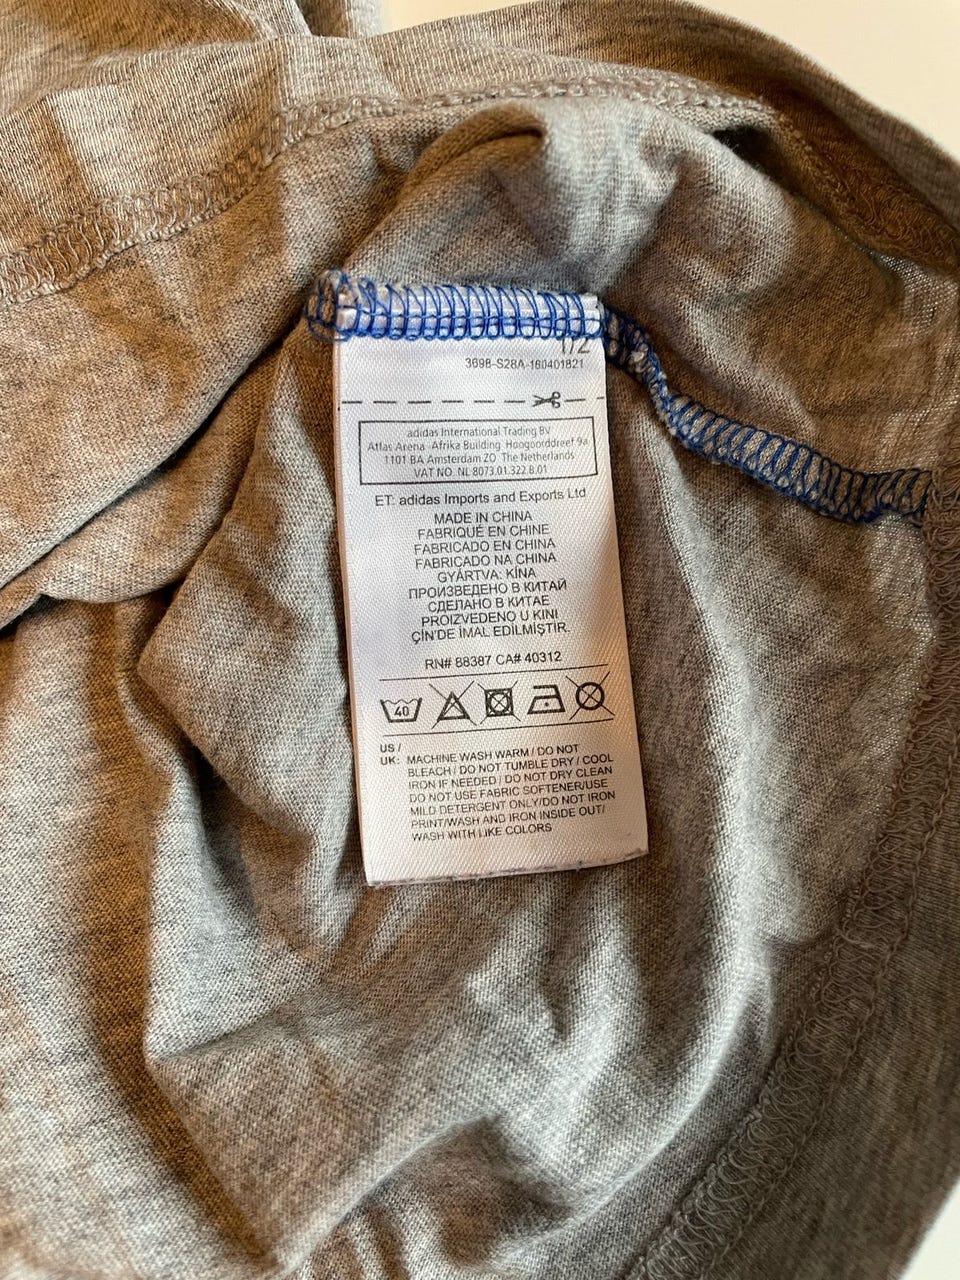 1/2
3698-S28A-160401821
adidas International Trading BV
Atlas Arena -Afrika Building Hoogoorddreef 9a
1101 BA Amsterdam ZO The Netherlands
VAT NO. NL 8073.01.322.B.01
ET: adidas Imports and Exports Ltd
MADE IN CHINA
FABRIQUÉ EN CHINE
FABRICADO EN CHINA
FABRICADO NA CHINA
GYÁRTVA: KÍNA
ПРОИЗВЕДЕНО В КИТАЙ
СДЕЛАНО В КИТАЕ
PROIZVEDENO U KINI
ÇİN'DE İMAL EDİLMİŞTİR.
RN# 88387 CA# 40312
40
US /
UK: MACHINE WASH WARM / DO NOT
BLEACH / DO NOT TUMBLE DRY / COOL
IRON IF NEEDED / DO NOT DRY CLEAN
DO NOT USE FABRIC SOFTENER/USE
MILD DETERGENT ONLY/DO NOT IRON
PRINT/WASH AND IRON INSIDE OUT/
WASH WITH LIKE COLORS